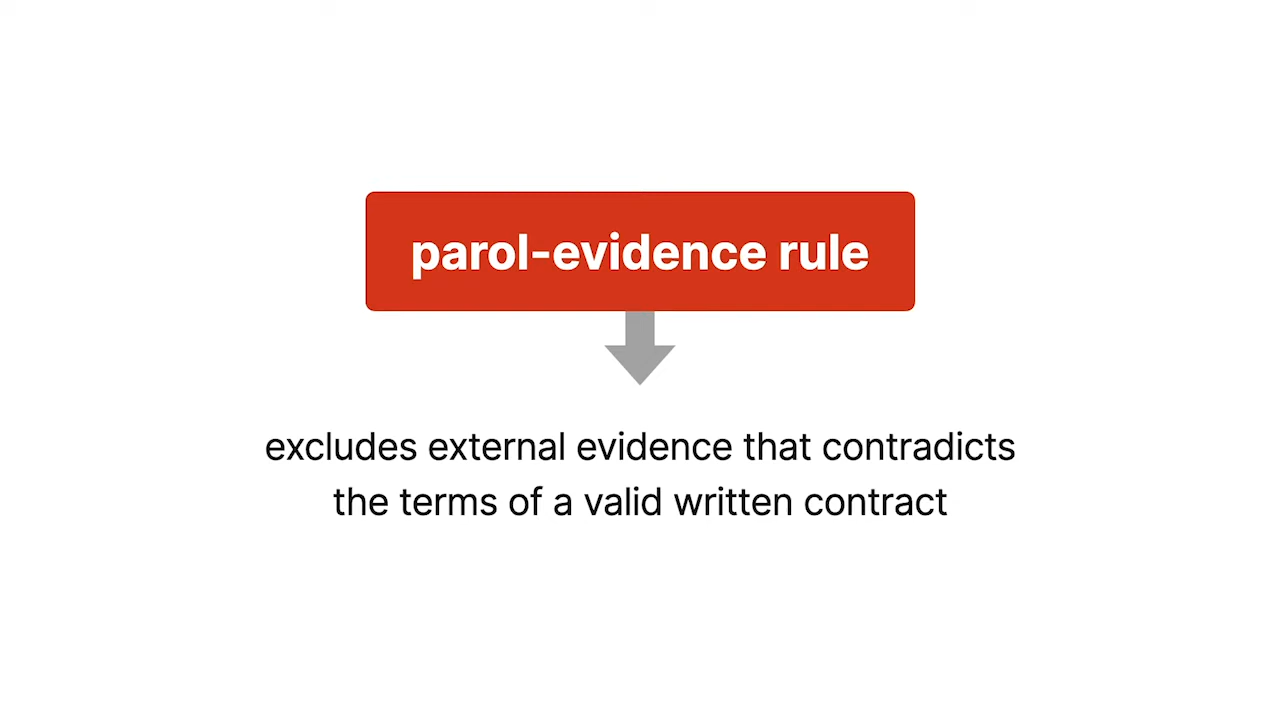 parol-evidence rule
excludes external evidence that contradicts
the terms of a valid written contract